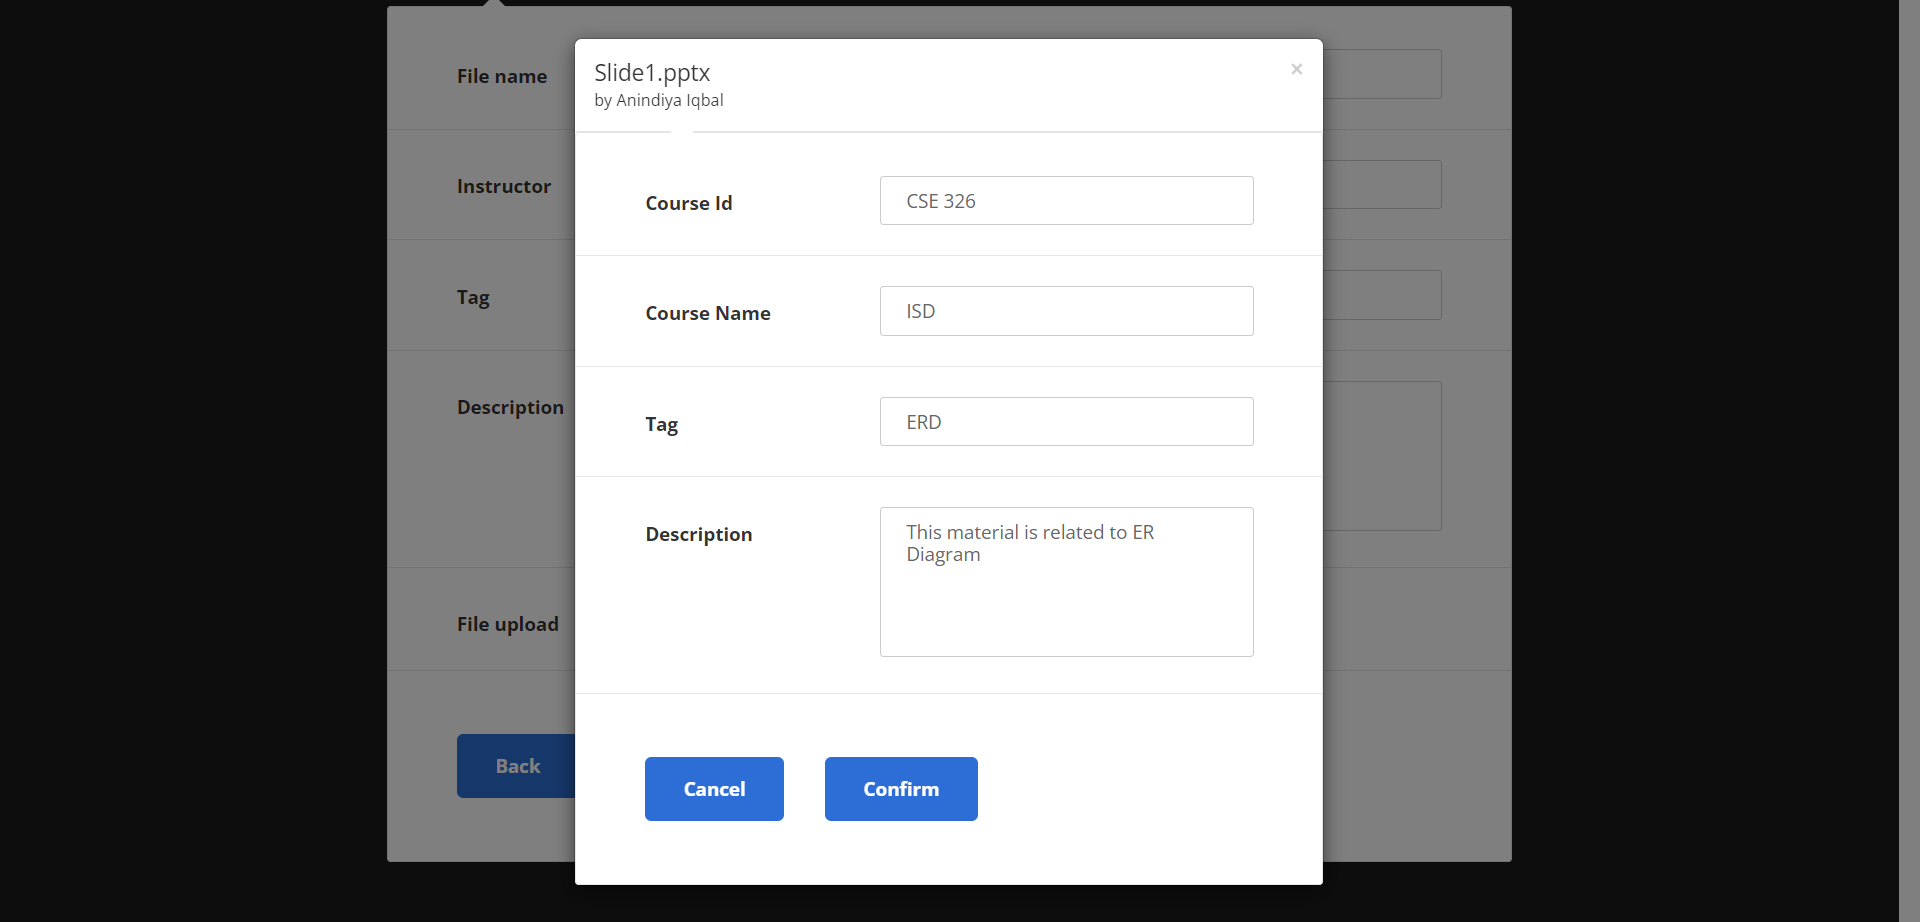 Slide1.pptx
×
by Anindiya Iqbal
Course Id
CSE 326
Course Name
ISD
Tag
ERD
Description
This material is related to ER
Diagram
Cancel
Confirm
File name
Instructor
Tag
Description
File upload
Back